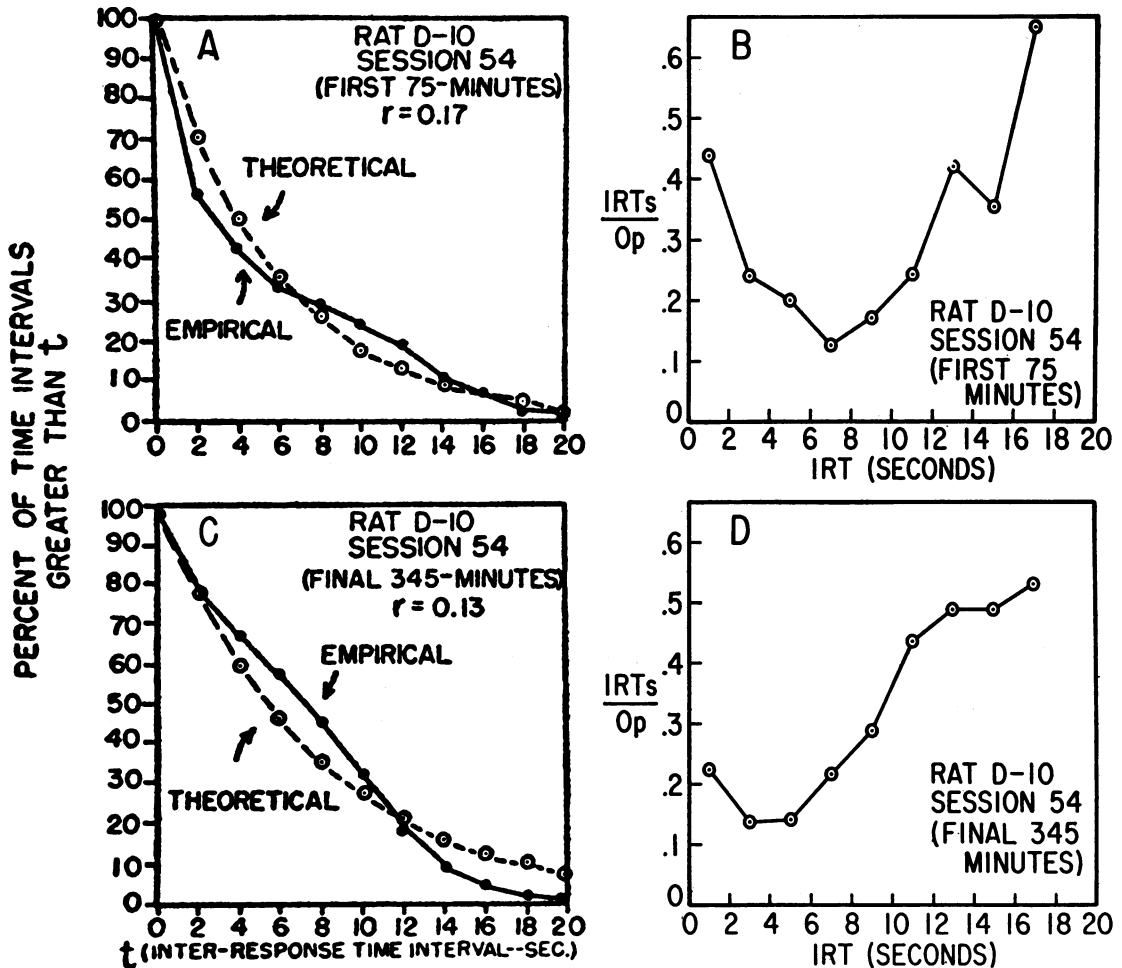 PERCENT OF TIME INTERVALS
GREATER THAN t
A
RAT D-10
SESSION 54
(FIRST 75-MINUTES)
r = 0.17
THEORETICAL
EMPIRICAL
100
90
80
70
60
50
40
30
20
10
0
0 2 4 6 8 10 12 14 16 18 20
B
.6
.5
.4
.3
.2
.1
0
IRTs
Op
RAT D-10
SESSION 54
(FIRST 75
MINUTES)
0 2 4 6 8 10 12 14 16 18 20
IRT (SECONDS)
C
RAT D-10
SESSION 54
(FINAL 345-MINUTES)
r = 0.13
EMPIRICAL
THEORETICAL
100
90
80
70
60
50
40
30
20
10
0
0 2 4 6 8 10 12 14 16 18 20
t (INTER-RESPONSE TIME INTERVAL--SEC.)
D
.6
.5
.4
.3
.2
.1
0
IRTs
Op
RAT D-10
SESSION 54
(FINAL 345
MINUTES)
0 2 4 6 8 10 12 14 16 18 20
IRT (SECONDS)